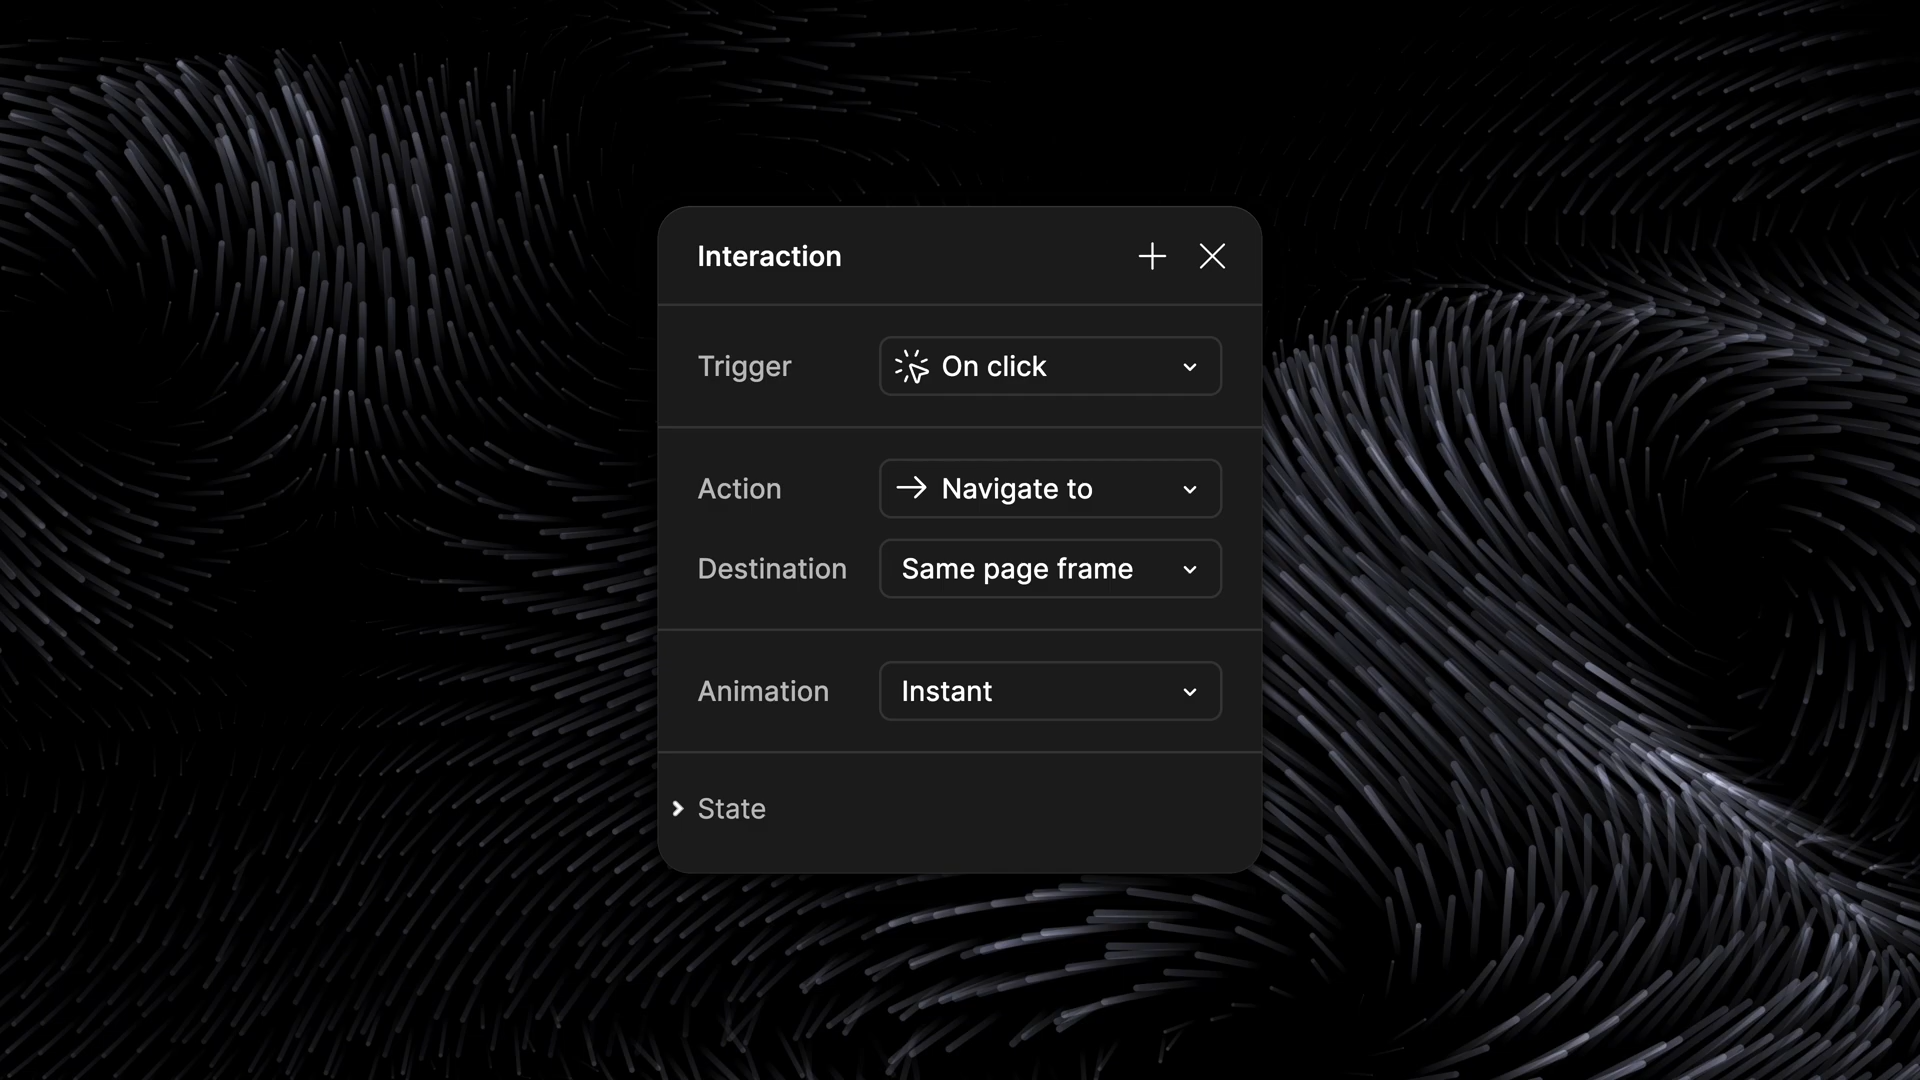 Interaction
Trigger On click
Action Navigate to
Destination Same page frame
Animation Instant
State